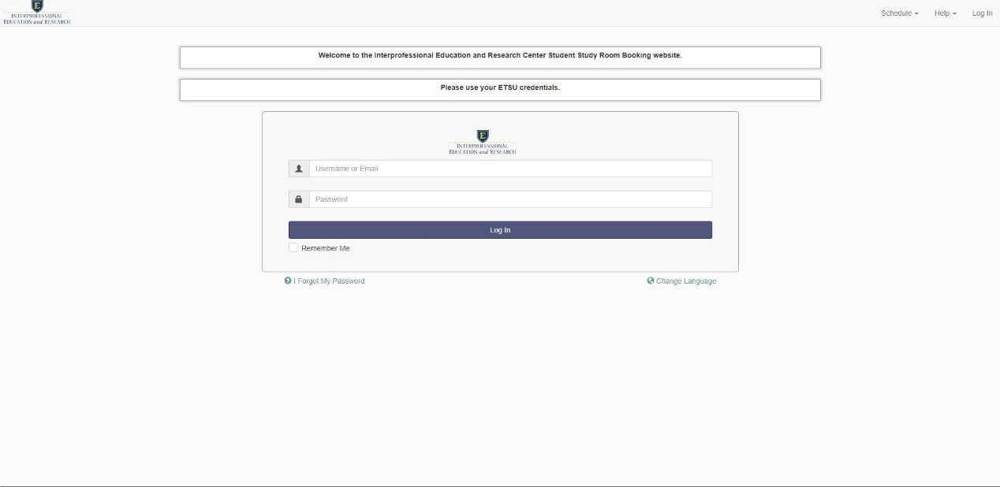 E
INTERPROFESSIONAL
EDUCATION and RESEARCH
Schedule
Help
Log In
Welcome to the Interprofessional Education and Research Center Student Study Room Booking website.
Please use your ETSU credentials.
E
INTERPROFESSIONAL
EDUCATION and RESEARCH
Username or Email
Password
Log In
Remember Me
I Forgot My Password
Change Language